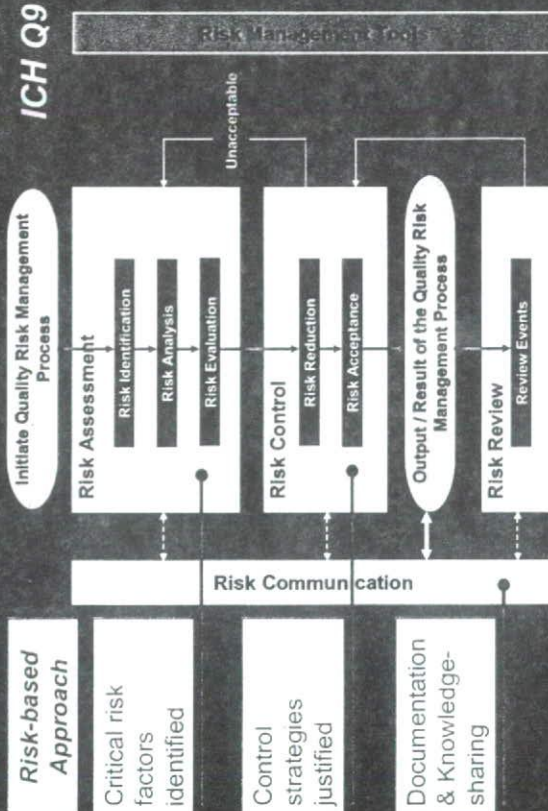 ICH Q9
Risk-based
Approach
Critical risk
factors
identified
Control
strategies
justified
Documentation
& Knowledge-
sharing
Risk Communication
Initiate Quality Risk Management
Process
Risk Assessment
Risk Identification
Risk Analysis
Risk Evaluation
Unacceptable
Risk Control
Risk Reduction
Risk Acceptance
Output / Result of the Quality Risk
Management Process
Risk Review
Review Events
Risk Management Tools